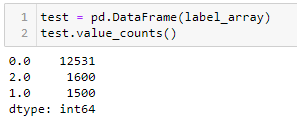 1 test = pd.DataFrame(label_array)
2 test.value_counts()
0.0 12531
2.0 1600
1.0 1500
dtype: int64